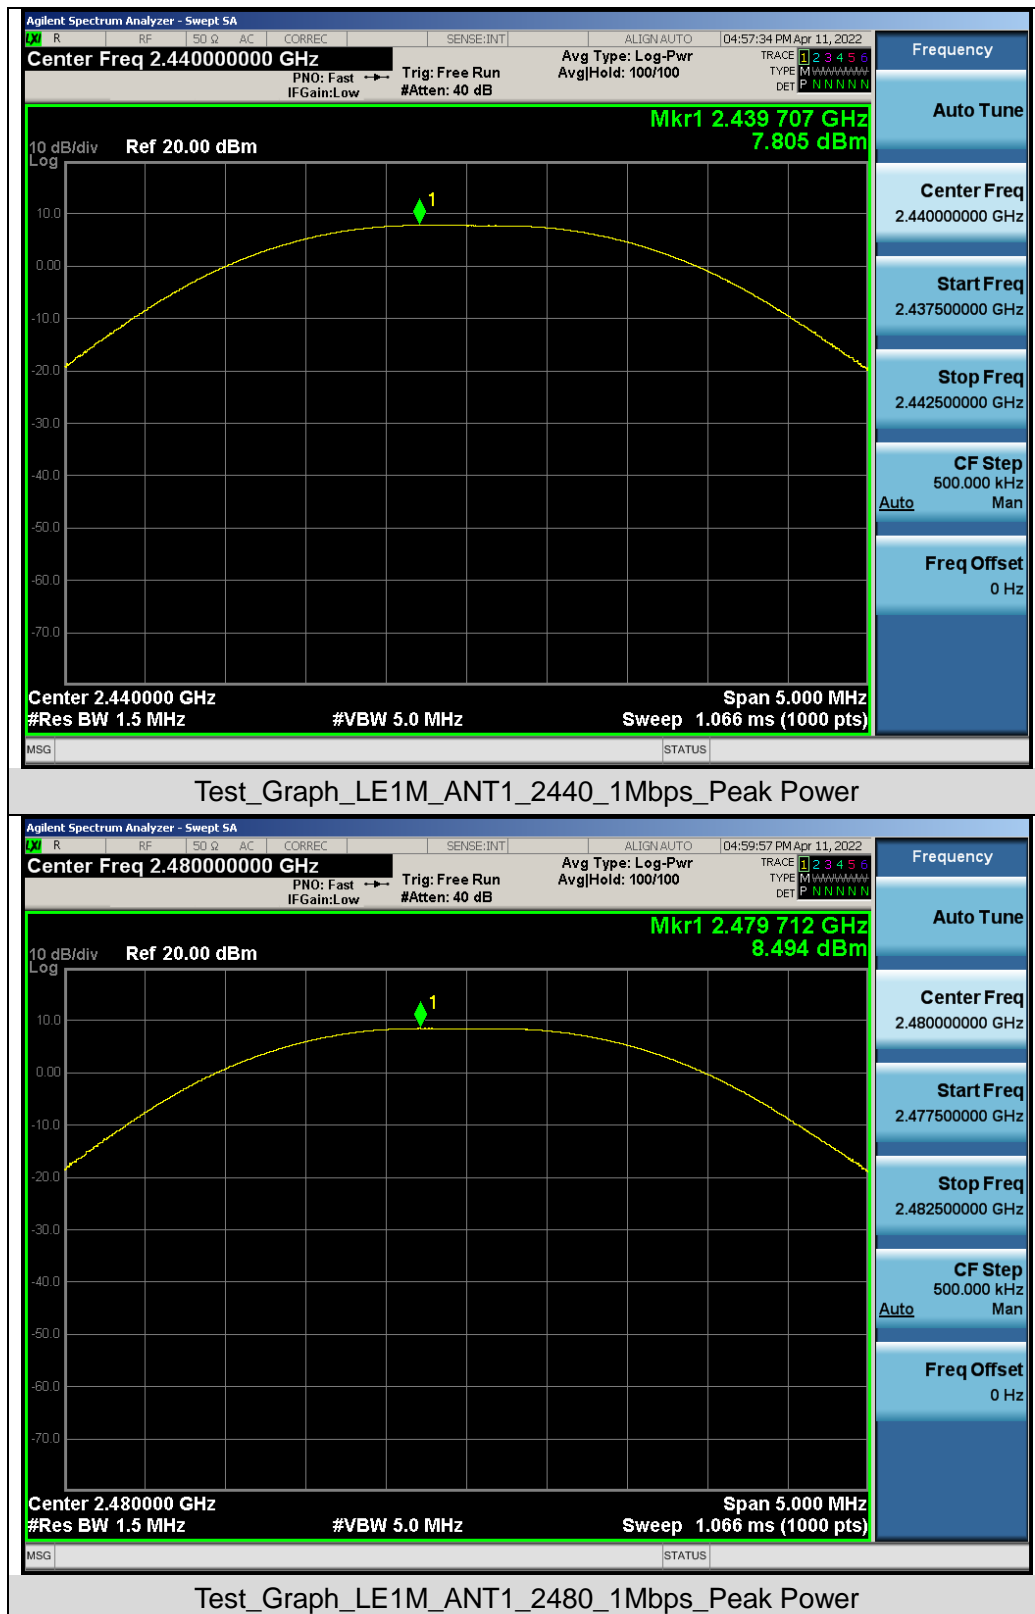 Agilent Spectrum Analyzer - Swept SA
LXI R RF 50 Ω AC CORREC SENSE:INT ALIGN AUTO 04:57:34 PM Apr 11, 2022
Center Freq 2.440000000 GHz
PNO: Fast
IFGain:Low
Trig: Free Run
#Atten: 40 dB
Avg Type: Log-Pwr
Avg|Hold: 100/100
TRACE 1 2 3 4 5 6
TYPE M
DET P N N N N N
Mkr1 2.439 707 GHz
7.805 dBm
10 dB/div Ref 20.00 dBm
Log
1
10.0
0.00
-10.0
-20.0
-30.0
-40.0
-50.0
-60.0
-70.0
Center 2.440000 GHz Span 5.000 MHz
#Res BW 1.5 MHz #VBW 5.0 MHz Sweep 1.066 ms (1000 pts)
MSG STATUS
Frequency
Auto Tune
Center Freq
2.440000000 GHz
Start Freq
2.437500000 GHz
Stop Freq
2.442500000 GHz
CF Step
500.000 kHz
Auto Man
Freq Offset
0 Hz
Test_Graph_LE1M_ANT1_2440_1Mbps_Peak Power
Agilent Spectrum Analyzer - Swept SA
LXI R RF 50 Ω AC CORREC SENSE:INT ALIGN AUTO 04:59:57 PM Apr 11, 2022
Center Freq 2.480000000 GHz
PNO: Fast
IFGain:Low
Trig: Free Run
#Atten: 40 dB
Avg Type: Log-Pwr
Avg|Hold: 100/100
TRACE 1 2 3 4 5 6
TYPE M
DET P N N N N N
Mkr1 2.479 712 GHz
8.494 dBm
10 dB/div Ref 20.00 dBm
Log
1
10.0
0.00
-10.0
-20.0
-30.0
-40.0
-50.0
-60.0
-70.0
Center 2.480000 GHz Span 5.000 MHz
#Res BW 1.5 MHz #VBW 5.0 MHz Sweep 1.066 ms (1000 pts)
MSG STATUS
Frequency
Auto Tune
Center Freq
2.480000000 GHz
Start Freq
2.477500000 GHz
Stop Freq
2.482500000 GHz
CF Step
500.000 kHz
Auto Man
Freq Offset
0 Hz
Test_Graph_LE1M_ANT1_2480_1Mbps_Peak Power